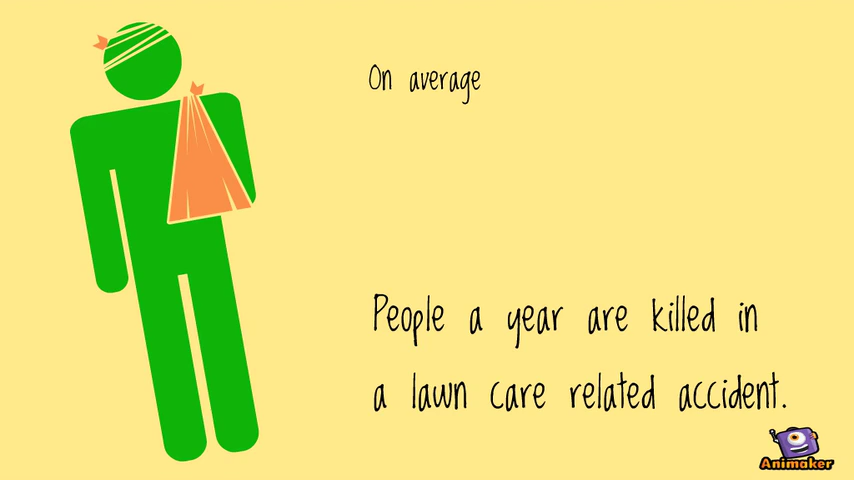 On average
People a year are killed in
a lawn care related accident.
Animaker